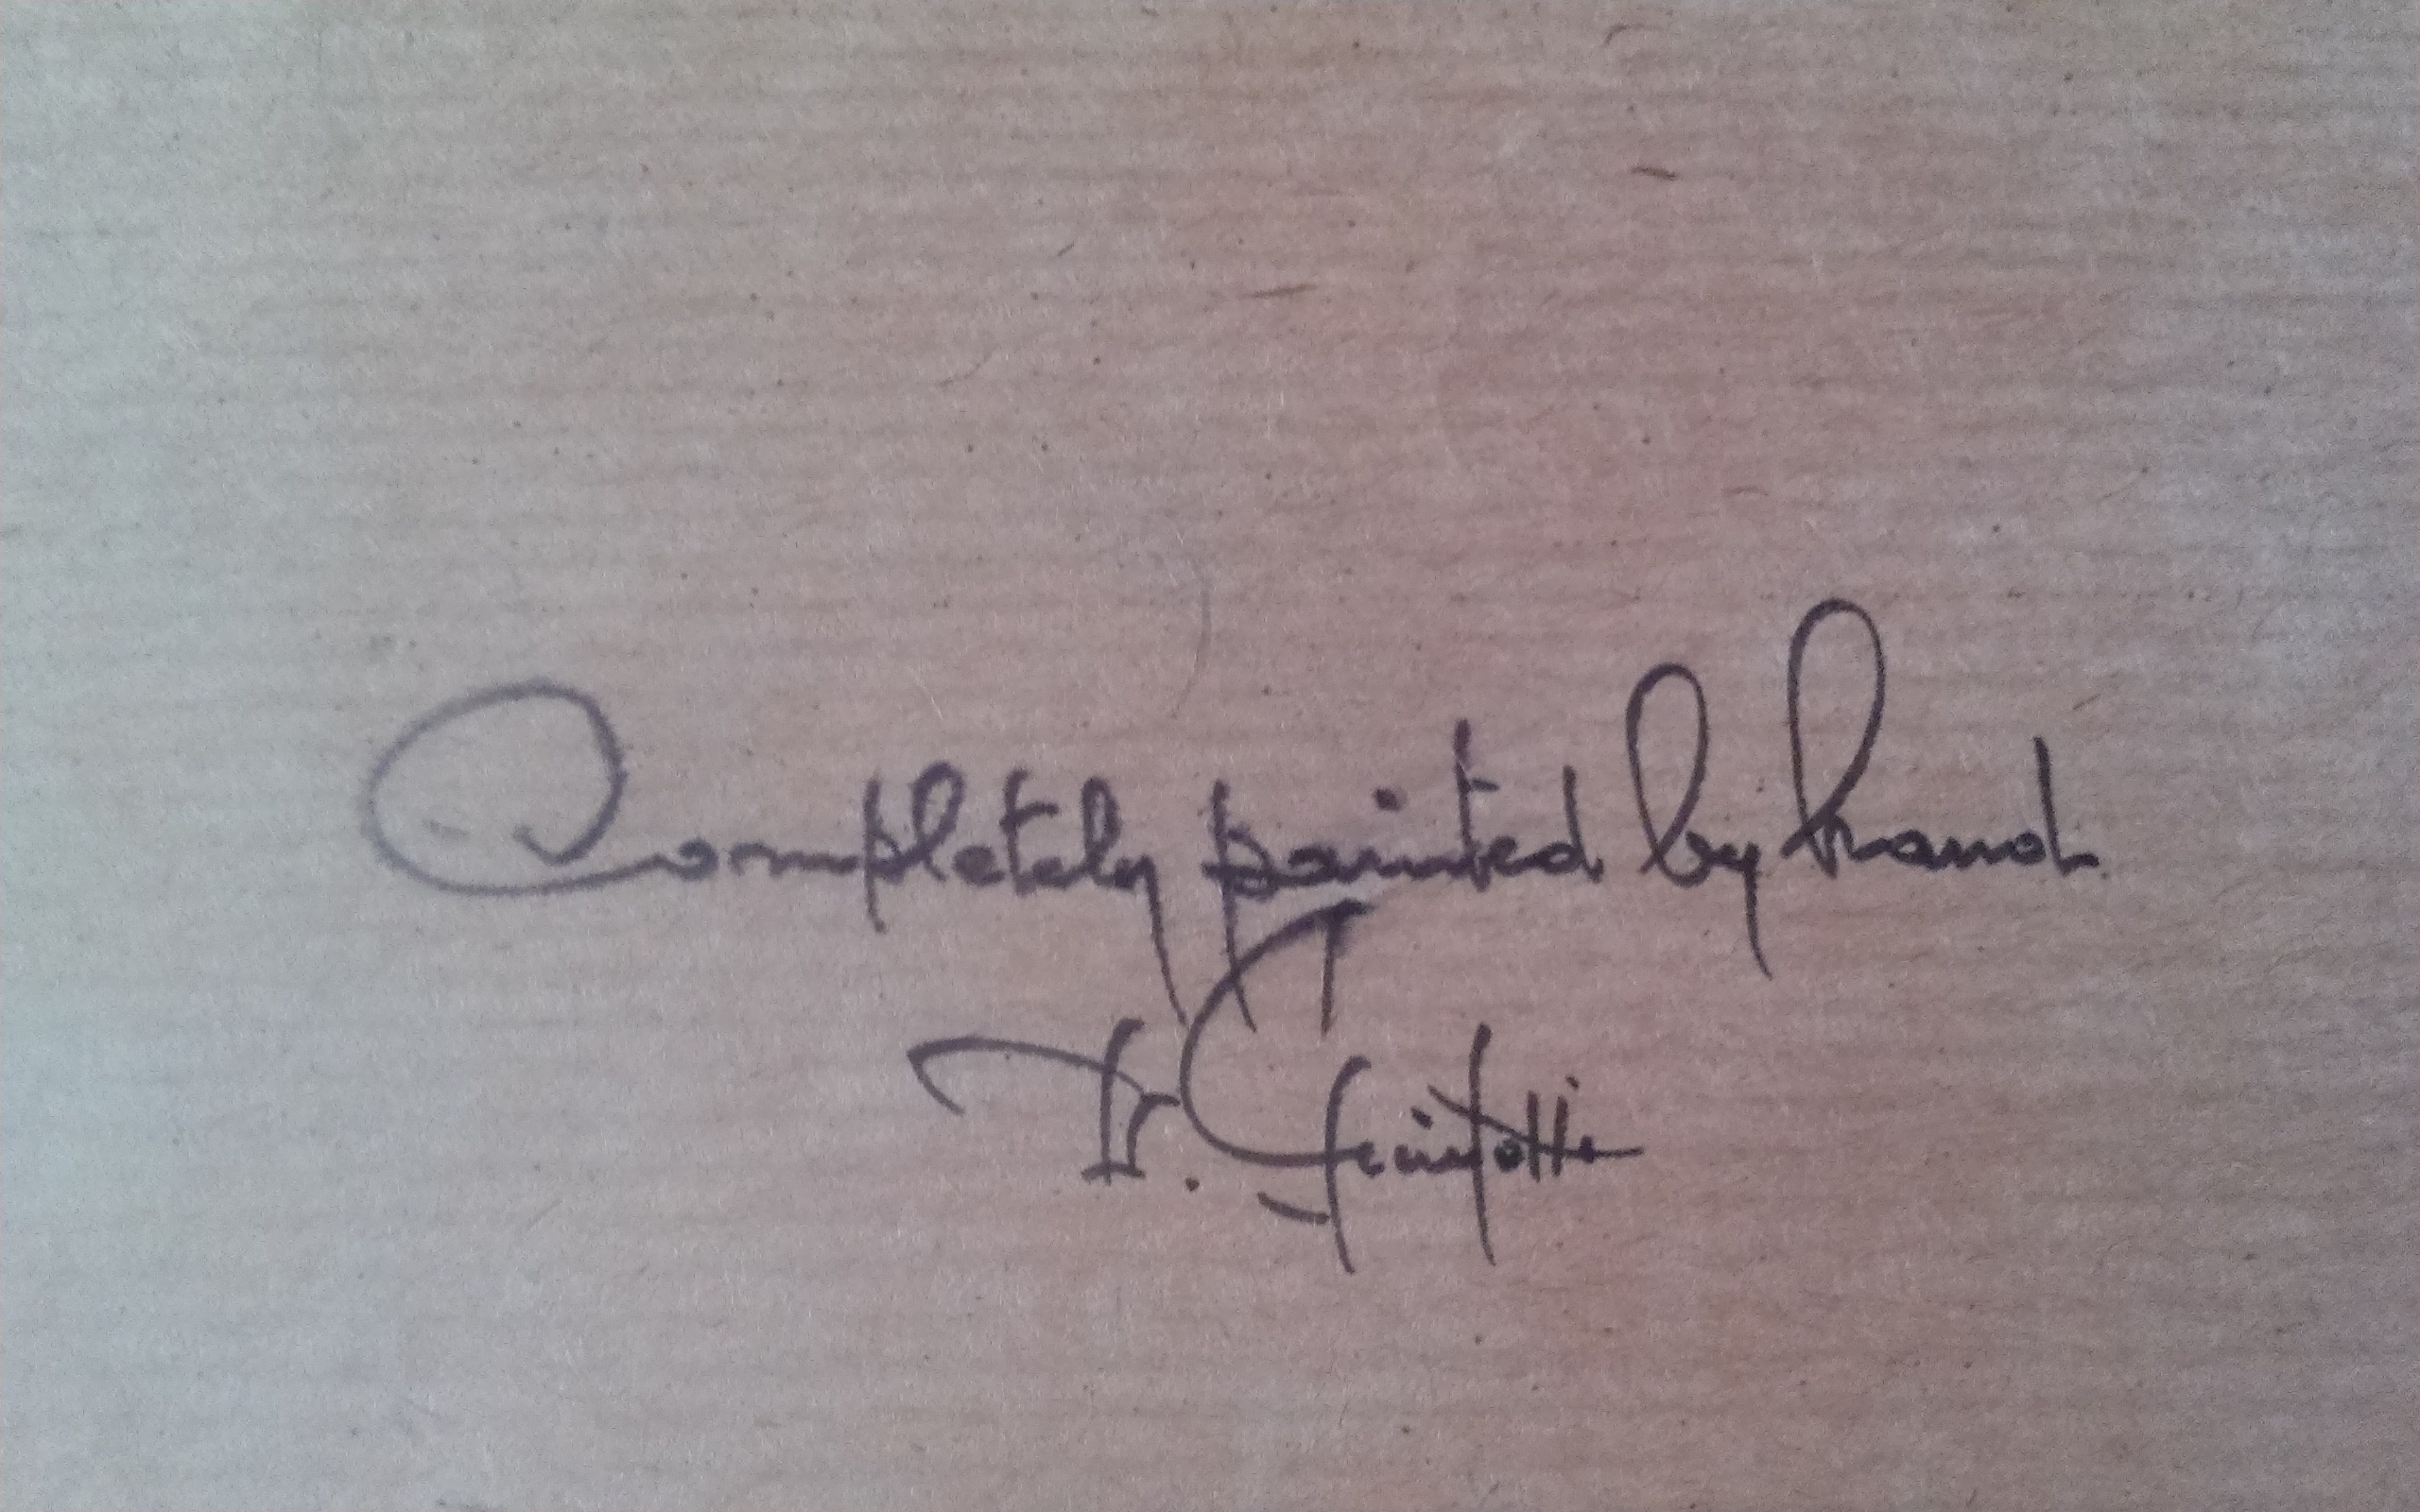 Completely painted by hand